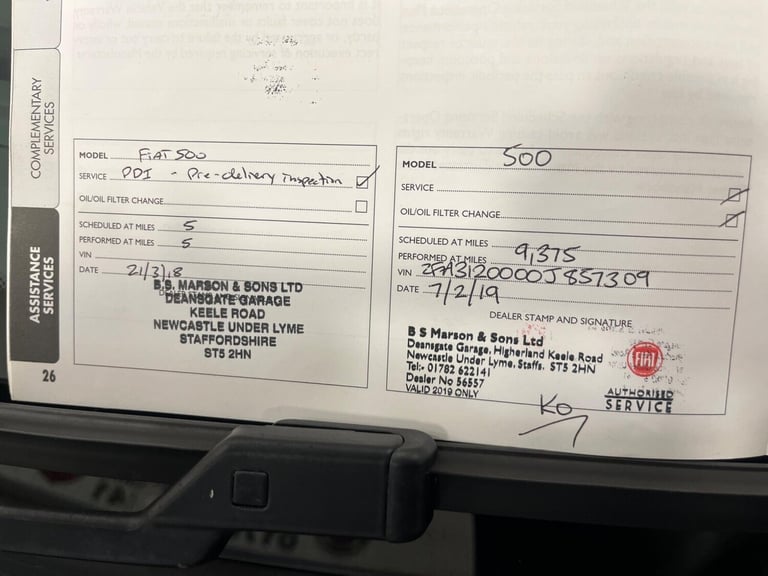 COMPLEMENTARY
SERVICES
ASSISTANCE
SERVICES
26
MODEL FIAT 500
SERVICE PDI - Pre-delivery inspection
OIL/OIL FILTER CHANGE
SCHEDULED AT MILES 5
PERFORMED AT MILES 5
VIN
DATE 21/3/18
B.S. MARSON & SONS LTD
DEANSGATE GARAGE
KEELE ROAD
NEWCASTLE UNDER LYME
STAFFORDSHIRE
ST5 2HN
MODEL 500
SERVICE
OIL/OIL FILTER CHANGE
SCHEDULED AT MILES
PERFORMED AT MILES 9,375
VIN ZFA3120000J857309
DATE 7/2/19
DEALER STAMP AND SIGNATURE
B S Marson & Sons Ltd
Deansgate Garage, Higherland Keele Road
Newcastle Under Lyme, Staffs. ST5 2HN
Tel:- 01782 622141
Dealer No 56557
VALID 2019 ONLY
FIAT
AUTHORISED
SERVICE